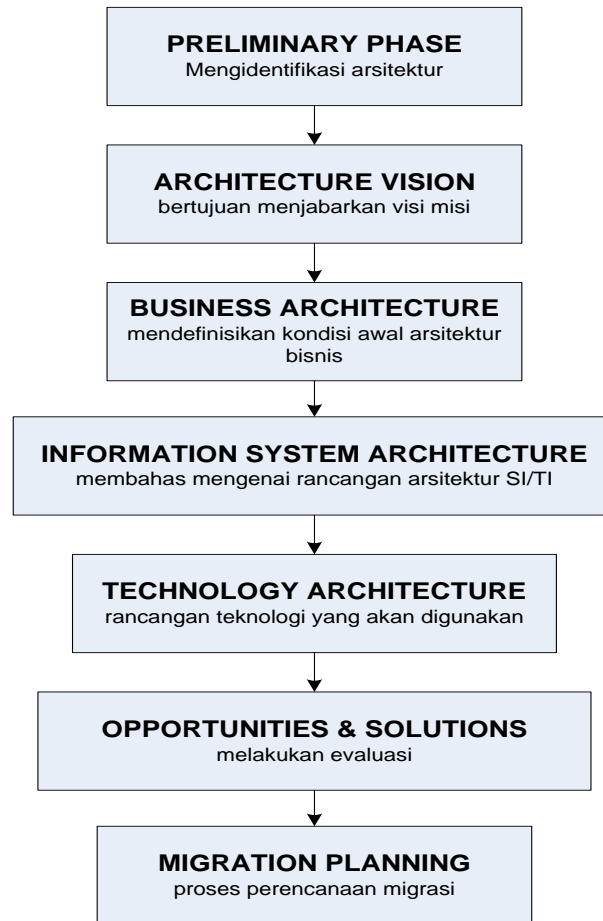 PRELIMINARY PHASE
Mengidentifikasi arsitektur
ARCHITECTURE VISION
bertujuan menjabarkan visi misi
BUSINESS ARCHITECTURE
mendefinisikan kondisi awal arsitektur
bisnis
INFORMATION SYSTEM ARCHITECTURE
membahas mengenai rancangan arsitektur SI/TI
TECHNOLOGY ARCHITECTURE
rancangan teknologi yang akan digunakan
OPPORTUNITIES & SOLUTIONS
melakukan evaluasi
MIGRATION PLANNING
proses perencanaan migrasi